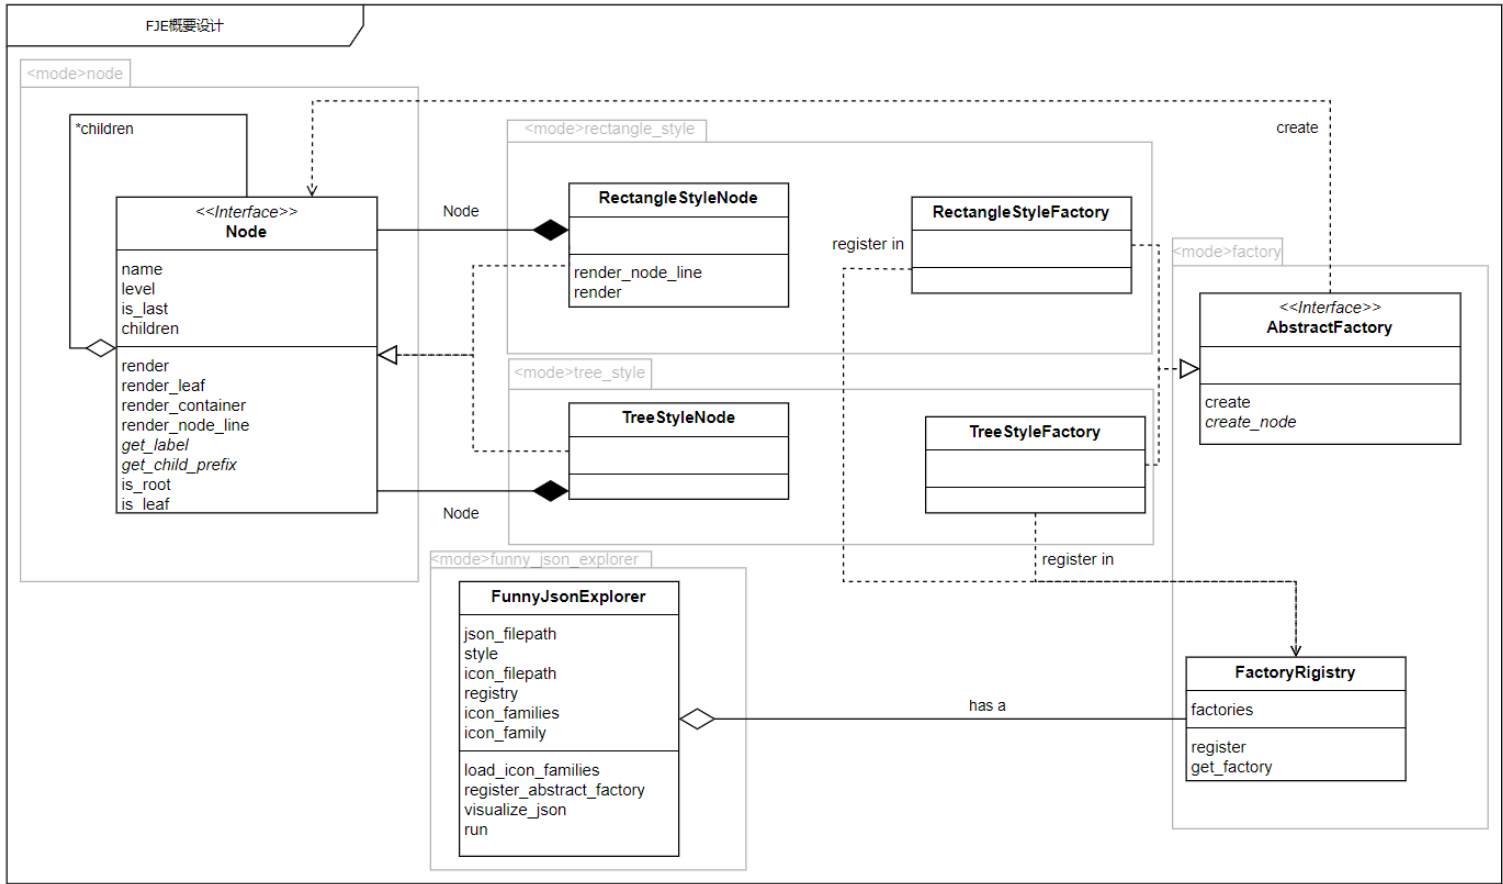 FJE概要设计
<mode>node
*children
<<Interface>>
Node
name
level
is_last
children
render
render_leaf
render_container
render_node_line
get_label
get_child_prefix
is_root
is_leaf
Node
Node
<mode>rectangle_style
RectangleStyleNode
render_node_line
render
RectangleStyleFactory
register in
create
<mode>tree_style
TreeStyleNode
TreeStyleFactory
register in
<mode>factory
<<Interface>>
AbstractFactory
create
create_node
<mode>funny_json_explorer
FunnyJsonExplorer
json_filepath
style
icon_filepath
registry
icon_families
icon_family
load_icon_families
register_abstract_factory
visualize_json
run
has a
FactoryRigistry
factories
register
get_factory